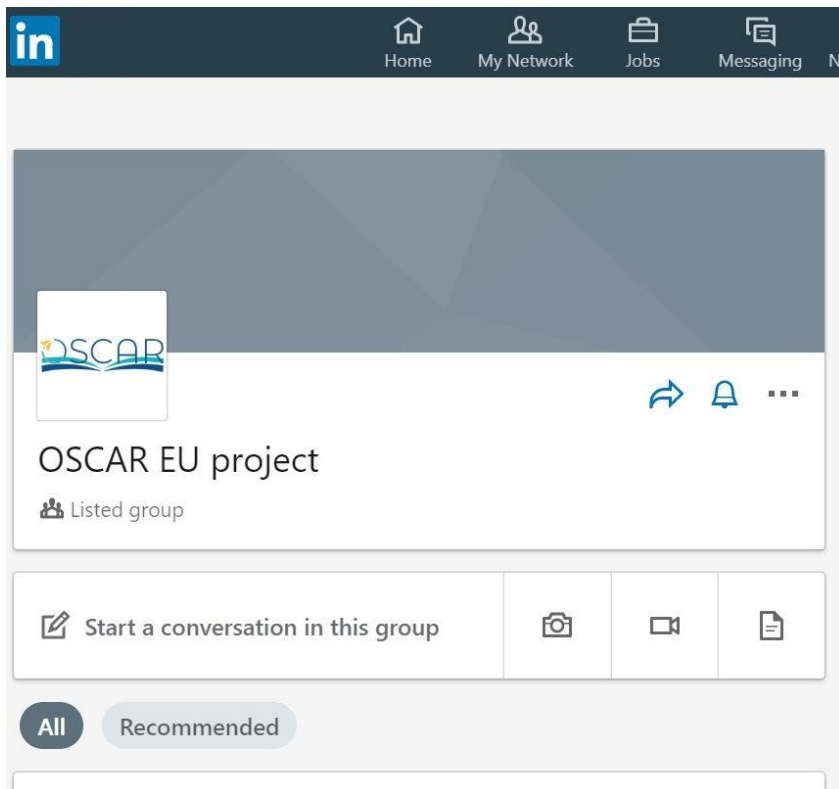 in
Home My Network Jobs Messaging N
OSCAR
OSCAR EU project
Listed group
Start a conversation in this group
All Recommended